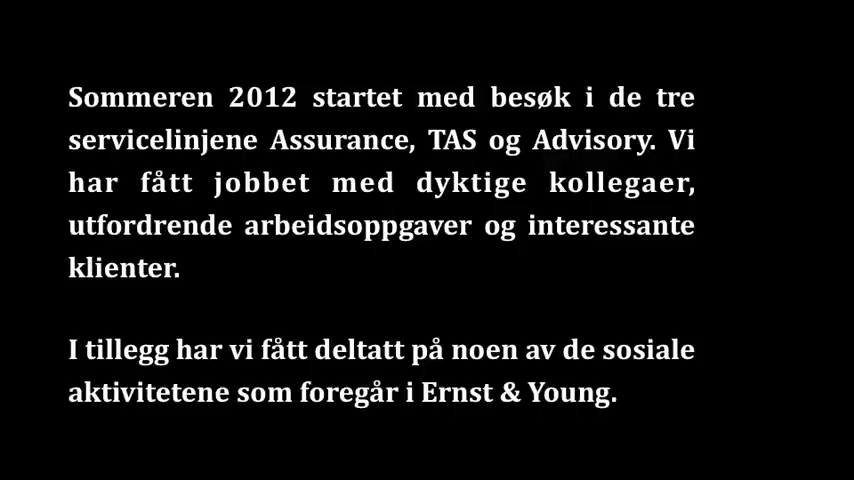 Sommeren 2012 startet med besøk i de tre
servicelinjene Assurance, TAS og Advisory. Vi
har fått jobbet med dyktige kollegaer,
utfordrende arbeidsoppgaver og interessante
klienter.
I tillegg har vi fått deltatt på noen av de sosiale
aktivitetene som foregår i Ernst & Young.